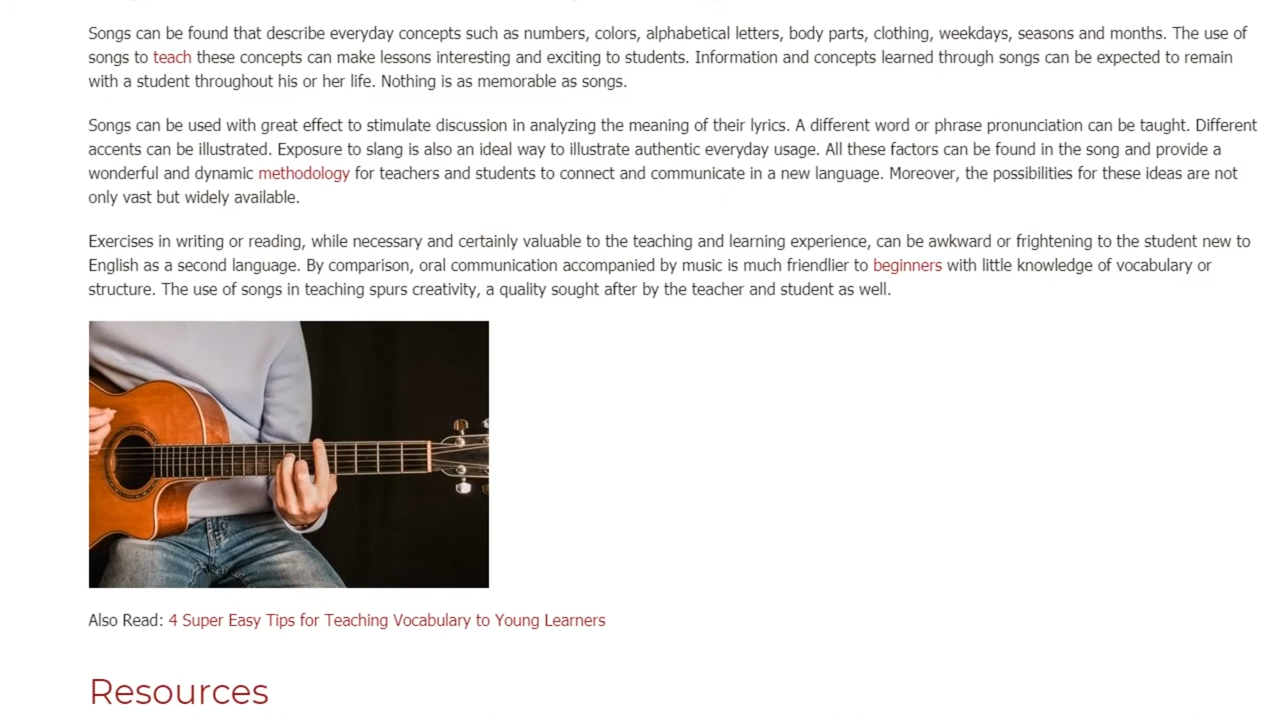 Songs can be found that describe everyday concepts such as numbers, colors, alphabetical letters, body parts, clothing, weekdays, seasons and months. The use of
songs to teach these concepts can make lessons interesting and exciting to students. Information and concepts learned through songs can be expected to remain
with a student throughout his or her life. Nothing is as memorable as songs.
Songs can be used with great effect to stimulate discussion in analyzing the meaning of their lyrics. A different word or phrase pronunciation can be taught. Different
accents can be illustrated. Exposure to slang is also an ideal way to illustrate authentic everyday usage. All these factors can be found in the song and provide a
wonderful and dynamic methodology for teachers and students to connect and communicate in a new language. Moreover, the possibilities for these ideas are not
only vast but widely available.
Exercises in writing or reading, while necessary and certainly valuable to the teaching and learning experience, can be awkward or frightening to the student new to
English as a second language. By comparison, oral communication accompanied by music is much friendlier to beginners with little knowledge of vocabulary or
structure. The use of songs in teaching spurs creativity, a quality sought after by the teacher and student as well.
Also Read: 4 Super Easy Tips for Teaching Vocabulary to Young Learners
Resources